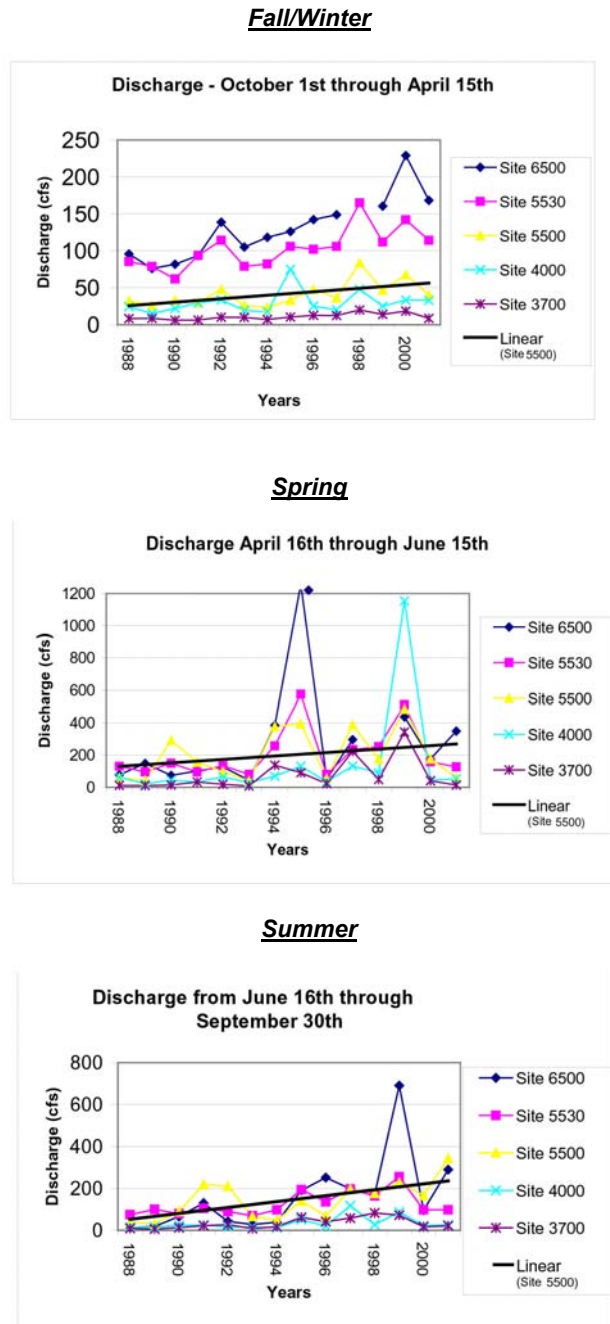 Fall/Winter
Discharge - October 1st through April 15th
250
200
150
100
50
0
Discharge (cfs)
1988
1990
1992
1994
1996
1998
2000
Years
Site 6500
Site 5530
Site 5500
Site 4000
Site 3700
Linear
(Site 5500)
Spring
Discharge April 16th through June 15th
1200
1000
800
600
400
200
0
Discharge (cfs)
1988
1990
1992
1994
1996
1998
2000
Years
Site 6500
Site 5530
Site 5500
Site 4000
Site 3700
Linear
(Site 5500)
Summer
Discharge from June 16th through
September 30th
800
600
400
200
0
Discharge (cfs)
1988
1990
1992
1994
1996
1998
2000
Years
Site 6500
Site 5530
Site 5500
Site 4000
Site 3700
Linear
(Site 5500)